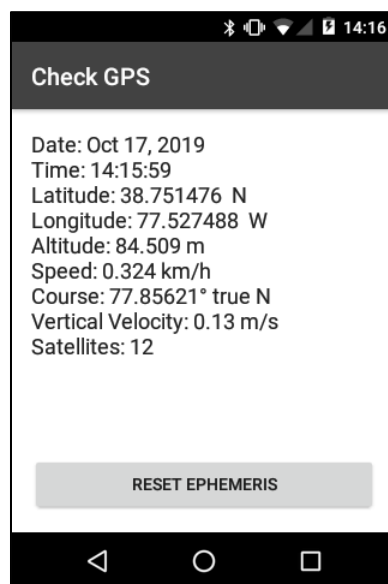 14:16
Check GPS
Date: Oct 17, 2019
Time: 14:15:59
Latitude: 38.751476 N
Longitude: 77.527488 W
Altitude: 84.509 m
Speed: 0.324 km/h
Course: 77.85621° true N
Vertical Velocity: 0.13 m/s
Satellites: 12
RESET EPHEMERIS